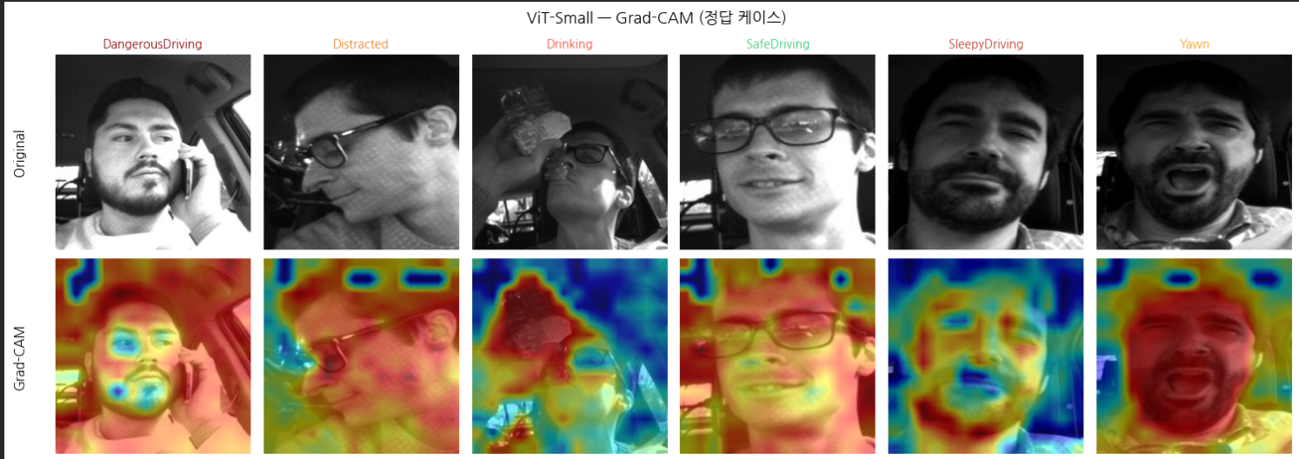 ViT-Small — Grad-CAM (정답 케이스)
DangerousDriving Distracted Drinking SafeDriving SleepyDriving Yawn
Original
Grad-CAM